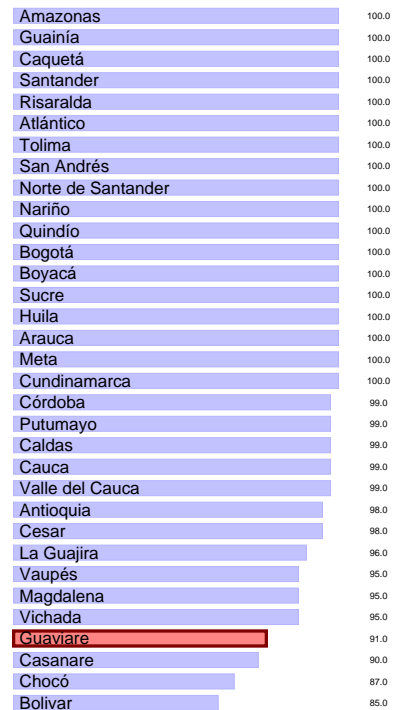 Amazonas 100.0
Guainía 100.0
Caquetá 100.0
Santander 100.0
Risaralda 100.0
Atlántico 100.0
Tolima 100.0
San Andrés 100.0
Norte de Santander 100.0
Nariño 100.0
Quindío 100.0
Bogotá 100.0
Boyacá 100.0
Sucre 100.0
Huila 100.0
Arauca 100.0
Meta 100.0
Cundinamarca 100.0
Córdoba 99.0
Putumayo 99.0
Caldas 99.0
Cauca 99.0
Valle del Cauca 99.0
Antioquia 98.0
Cesar 98.0
La Guajira 96.0
Vaupés 95.0
Magdalena 95.0
Vichada 95.0
Guaviare 91.0
Casanare 90.0
Chocó 87.0
Bolivar 85.0